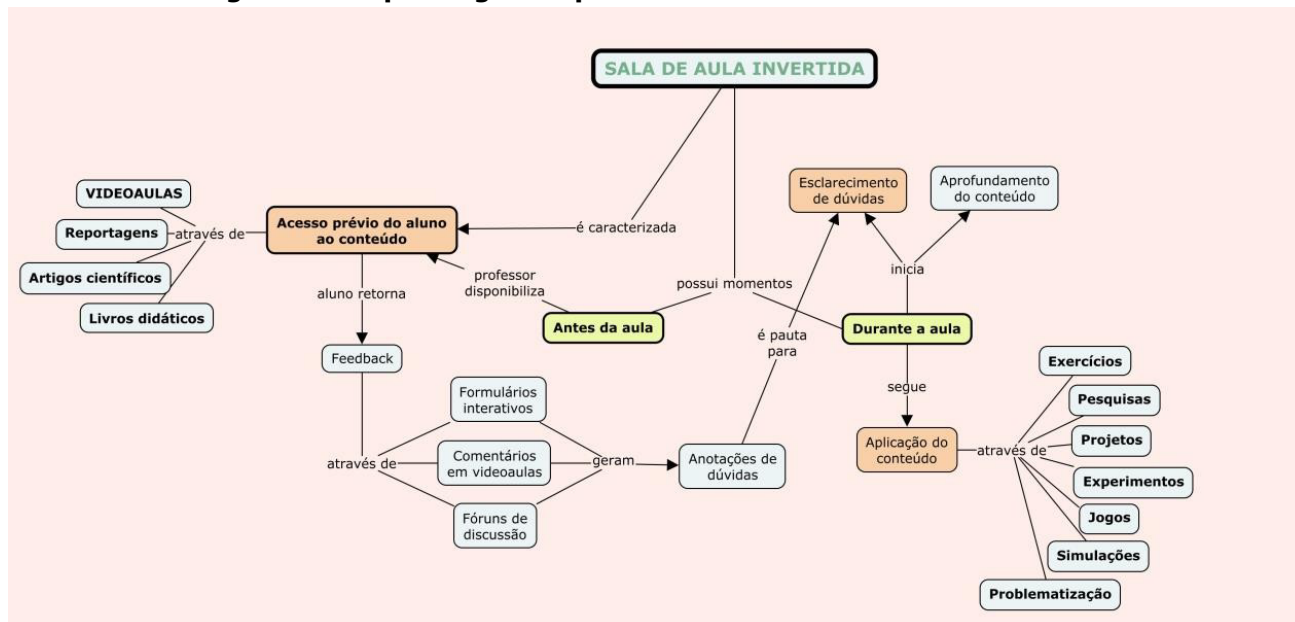 SALA DE AULA INVERTIDA
é caracterizada
possui momentos
Acesso prévio do aluno
ao conteúdo
através de
VIDEOAULAS
Reportagens
Artigos científicos
Livros didáticos
professor
disponibiliza
Antes da aula
aluno retorna
Feedback
através de
Formulários
interativos
Comentários
em videoaulas
Fóruns de
discussão
geram
Anotações de
dúvidas
é pauta
para
Esclarecimento
de dúvidas
Aprofundamento
do conteúdo
inicia
Durante a aula
segue
Aplicação do
conteúdo
através de
Exercícios
Pesquisas
Projetos
Experimentos
Jogos
Simulações
Problematização